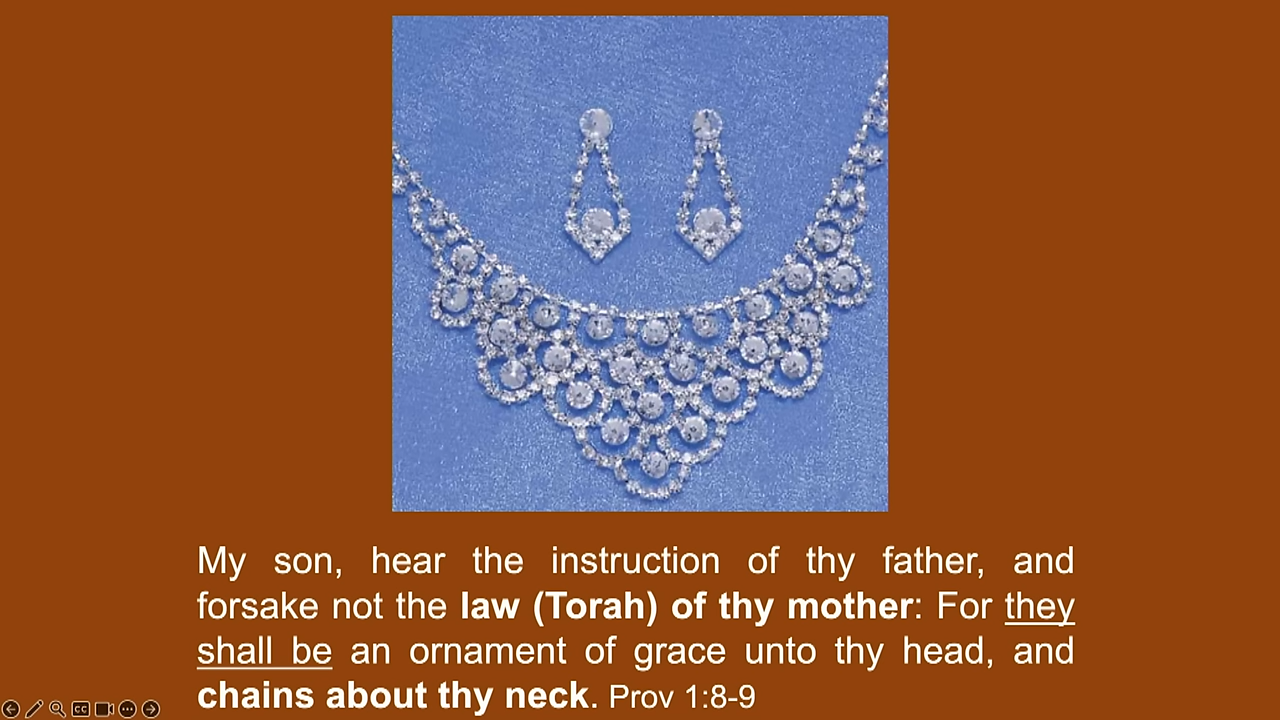 My son, hear the instruction of thy father, and
forsake not the law (Torah) of thy mother: For they
shall be an ornament of grace unto thy head, and
chains about thy neck. Prov 1:8-9
CC